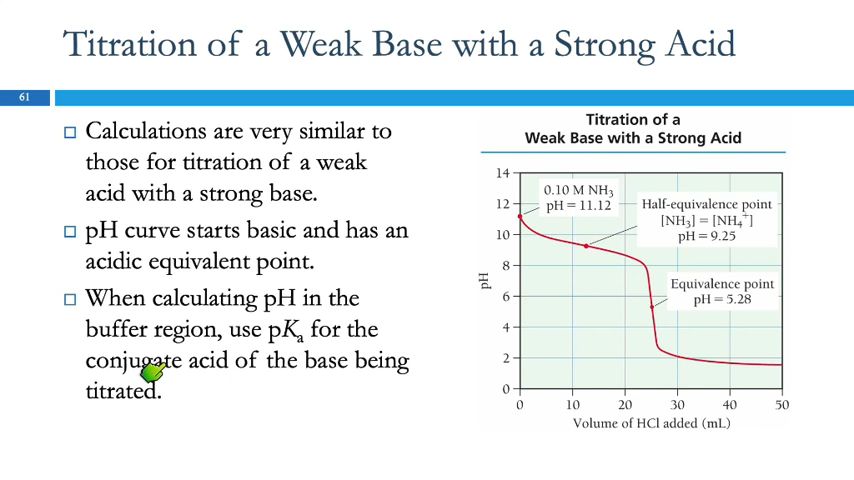 Titration of a Weak Base with a Strong Acid
61
Calculations are very similar to
those for titration of a weak
acid with a strong base.
pH curve starts basic and has an
acidic equivalent point.
When calculating pH in the
buffer region, use pKa for the
conjugate acid of the base being
titrated.
Titration of a
Weak Base with a Strong Acid
14
12
10
8
6
4
2
0
pH
0.10 M NH₃
pH = 11.12
Half-equivalence point
[NH₃] = [NH₄⁺]
pH = 9.25
Equivalence point
pH = 5.28
0 10 20 30 40 50
Volume of HCl added (mL)